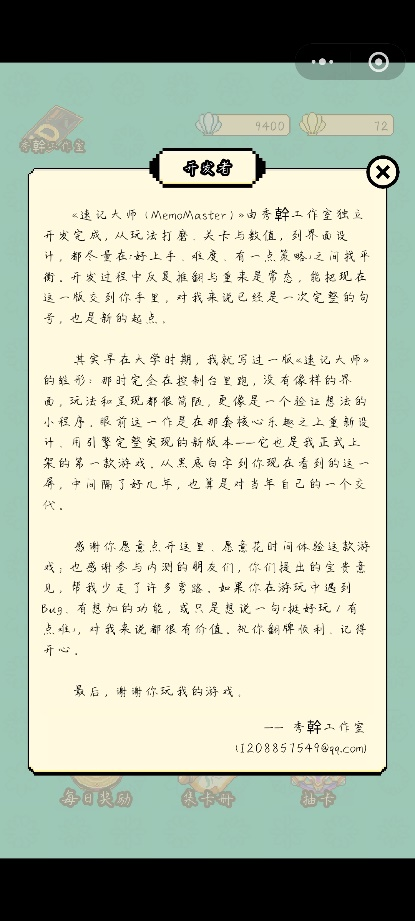 9400
72
秀幹工作室
开发者
《速记大师（MemoMaster）》由秀幹工作室独立
开发完成，从玩法打磨、关卡与数值，到界面设
计，都尽量在“好上手、难度、有一点策略”之间找平
衡。开发过程中反复推翻与重来是常态，能把现在
这一版交到你手里，对我来说已经是一次完整的句
号，也是新的起点。
其实早在大学时期，我就写过一版《速记大师》
的雏形：那时完全在控制台里跑，没有像样的界
面，玩法和呈现都很简陋，更像是一个验证想法的
小程序。眼前这一作是在那套核心乐趣之上重新设
计、用引擎完整实现的新版本——它也是我正式上
架的第一款游戏。从黑底白字到你现在看到的这一
屏，中间隔了好几年，也算是对当年自己的一个交
代。
感谢你愿意点开这里、愿意花时间体验这款游
戏；也感谢参与内测的朋友们，你们提出的宝贵意
见，帮我少走了许多弯路。如果你在游玩中遇到
Bug、有想加的功能，或只是想说一句“挺好玩 / 有
点难”，对我来说都很有价值。祝你翻牌顺利、记得
开心。
最后，谢谢你玩我的游戏。
—— 秀幹工作室
(1208857549@qq.com)
每日奖励
集卡册
抽卡